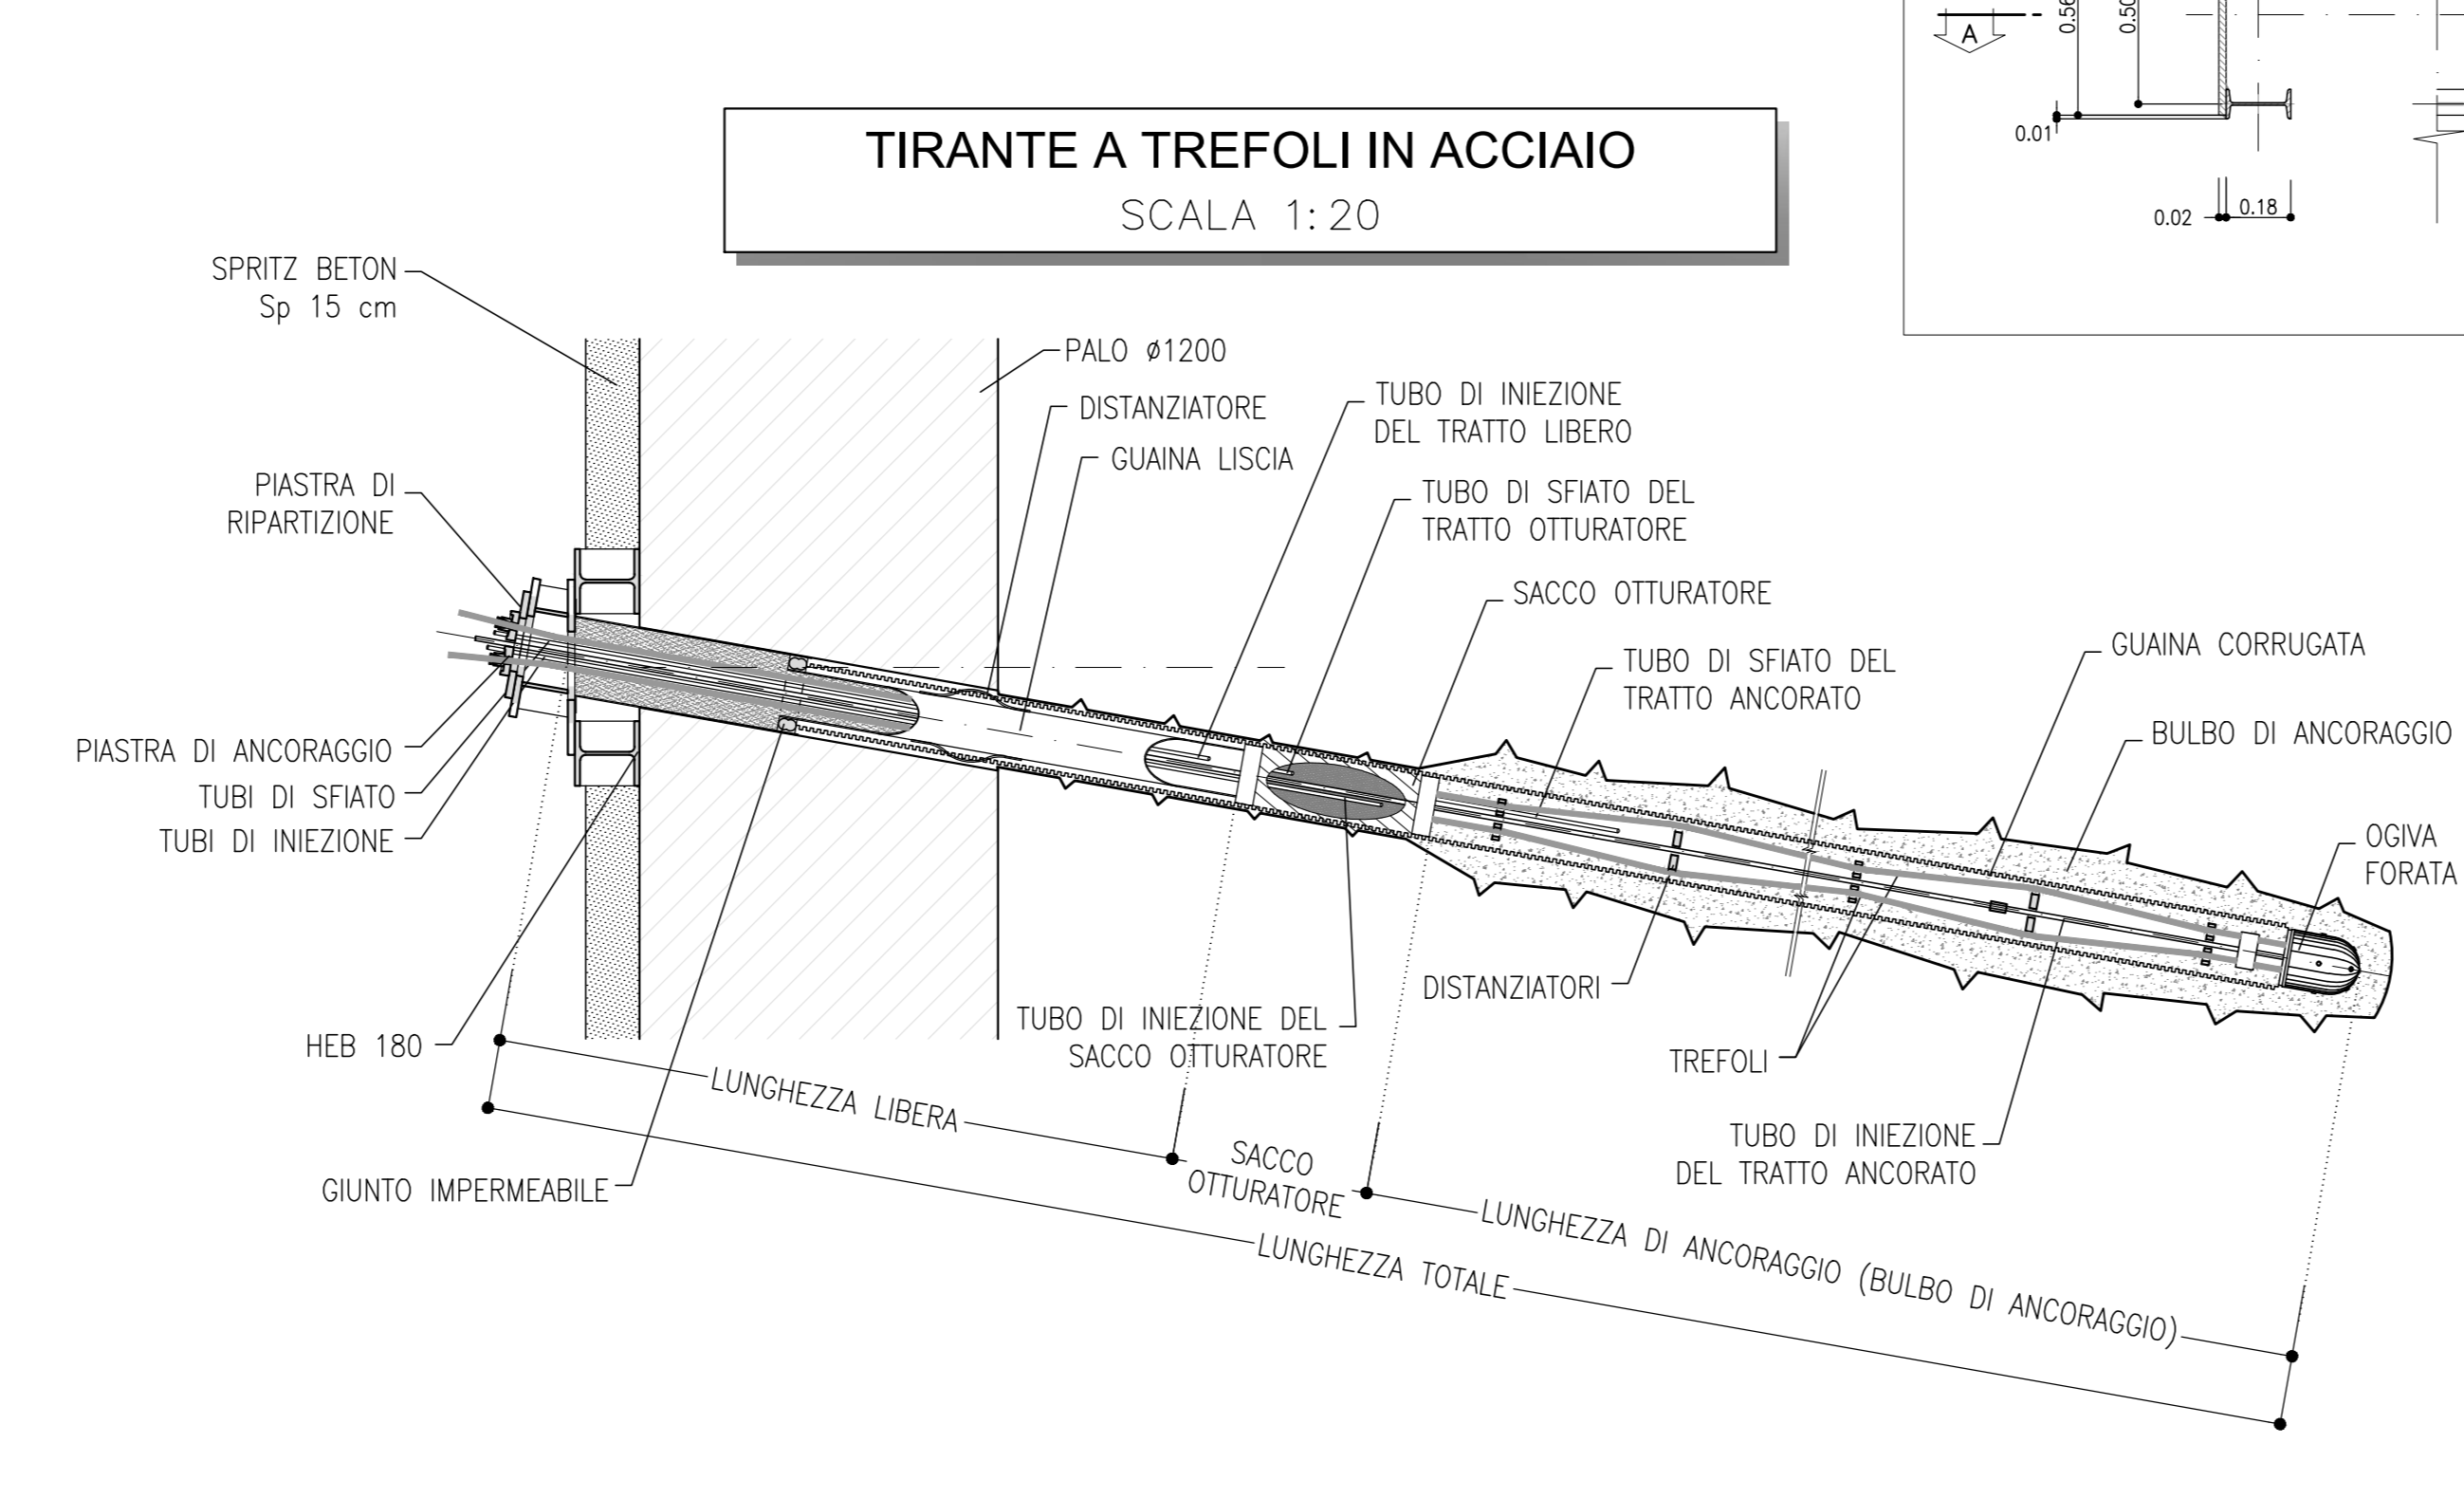 TIRANTE A TREFOLI IN ACCIAIO
SCALA 1:20
A
0.01
0.02
0.18
SPRITZ BETON
Sp 15 cm
PALO ø1200
DISTANZIATORE
GUAINA LISCIA
TUBO DI INIEZIONE
DEL TRATTO LIBERO
TUBO DI SFIATO DEL
TRATTO OTTURATORE
SACCO OTTURATORE
TUBO DI SFIATO DEL
TRATTO ANCORATO
GUAINA CORRUGATA
BULBO DI ANCORAGGIO
OGIVA
FORATA
PIASTRA DI
RIPARTIZIONE
PIASTRA DI ANCORAGGIO
TUBI DI SFIATO
TUBI DI INIEZIONE
HEB 180
GIUNTO IMPERMEABILE
TUBO DI INIEZIONE DEL
SACCO OTTURATORE
DISTANZIATORI
TREFOLI
TUBO DI INIEZIONE
DEL TRATTO ANCORATO
LUNGHEZZA LIBERA
SACCO
OTTURATORE
LUNGHEZZA DI ANCORAGGIO (BULBO DI ANCORAGGIO)
LUNGHEZZA TOTALE